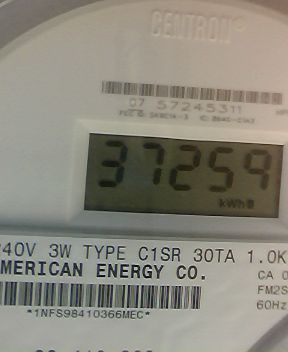 CENTRON®
07 57245311
37259
kWh
240V 3W TYPE C1SR 30TA 1.0K
AMERICAN ENERGY CO.
CA 0
FM2S
60Hz
*1NFS98410366MEC*